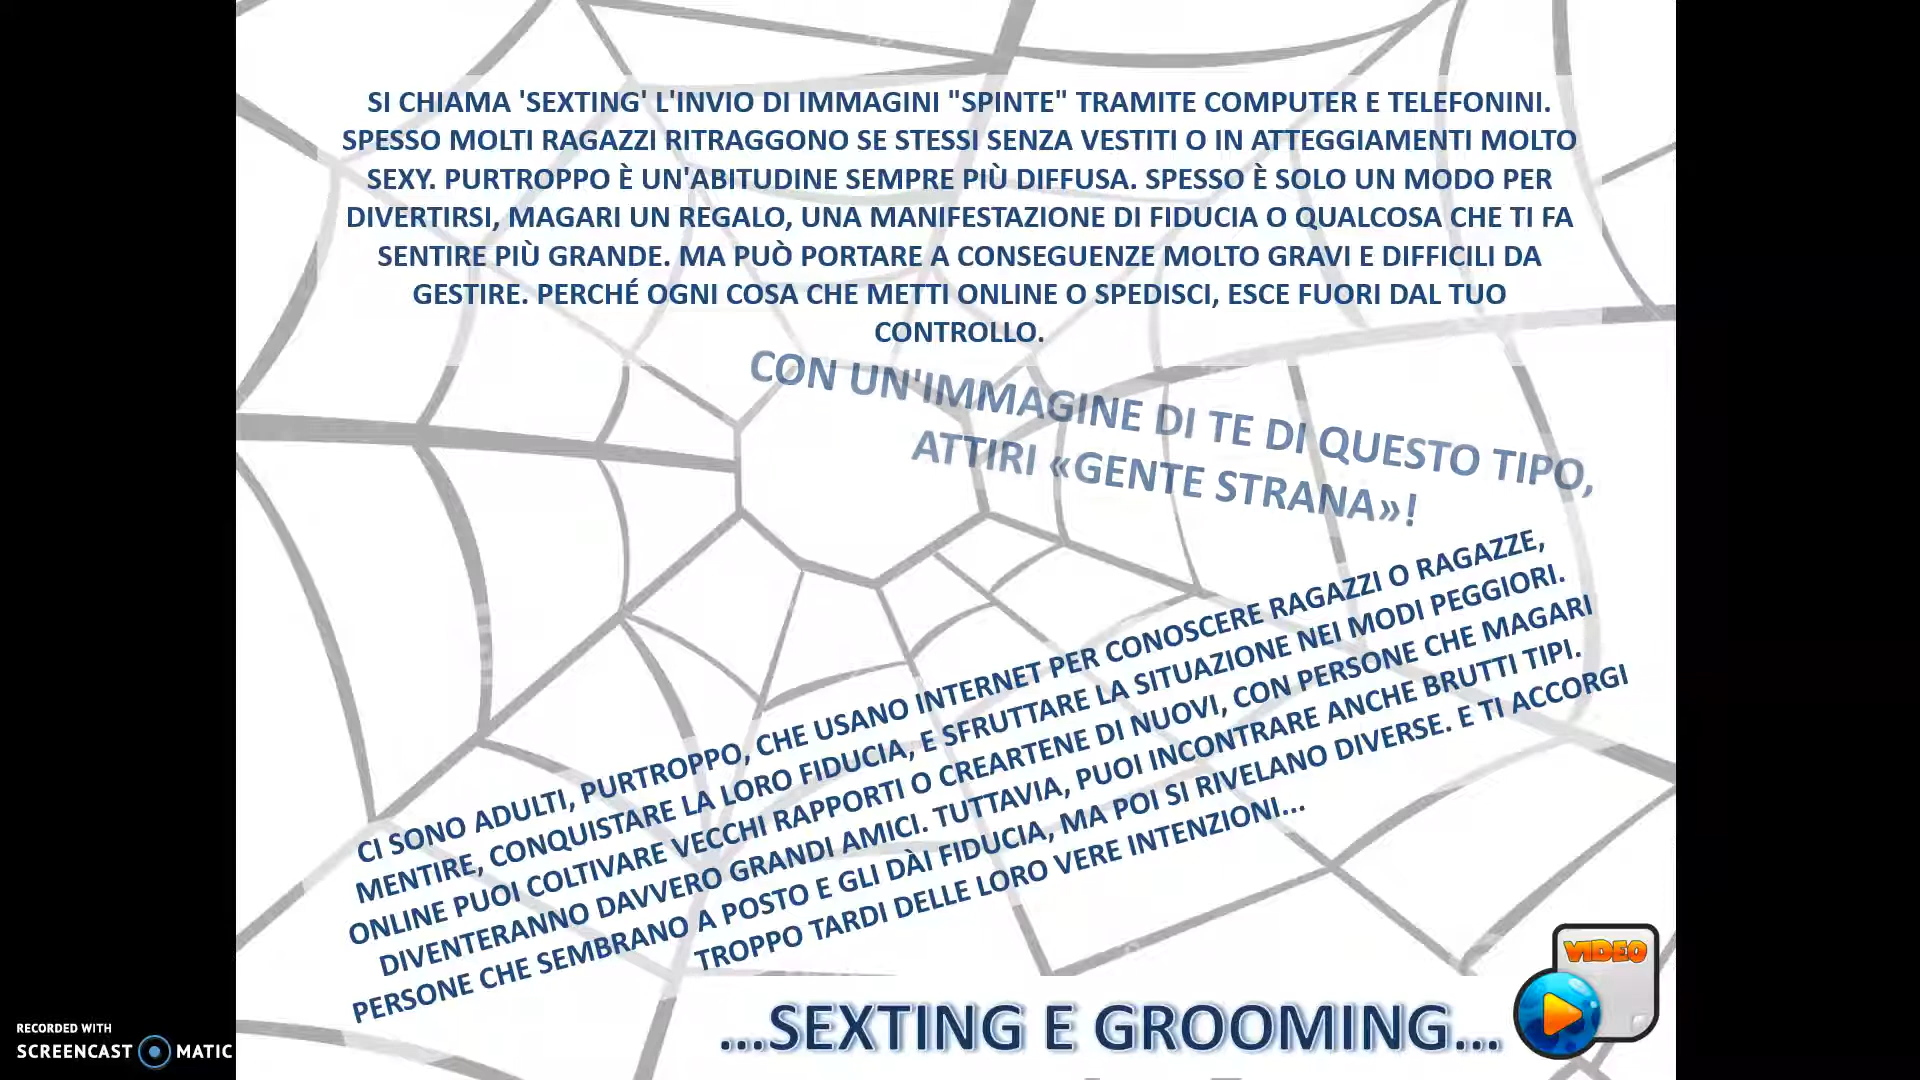 SI CHIAMA 'SEXTING' L'INVIO DI IMMAGINI "SPINTE" TRAMITE COMPUTER E TELEFONINI.
SPESSO MOLTI RAGAZZI RITRAGGONO SE STESSI SENZA VESTITI O IN ATTEGGIAMENTI MOLTO
SEXY. PURTROPPO È UN'ABITUDINE SEMPRE PIÙ DIFFUSA. SPESSO È SOLO UN MODO PER
DIVERTIRSI, MAGARI UN REGALO, UNA MANIFESTAZIONE DI FIDUCIA O QUALCOSA CHE TI FA
SENTIRE PIÙ GRANDE. MA PUÒ PORTARE A CONSEGUENZE MOLTO GRAVI E DIFFICILI DA
GESTIRE. PERCHÉ OGNI COSA CHE METTI ONLINE O SPEDISCI, ESCE FUORI DAL TUO
CONTROLLO.
CON UN'IMMAGINE DI TE DI QUESTO TIPO,
ATTIRI «GENTE STRANA»!
CI SONO ADULTI, PURTROPPO, CHE USANO INTERNET PER CONOSCERE RAGAZZI O RAGAZZE,
MENTIRE, CONQUISTARE LA LORO FIDUCIA, E SFRUTTARE LA SITUAZIONE NEI MODI PEGGIORI.
ONLINE PUOI COLTIVARE VECCHI RAPPORTI O CREARTENE DI NUOVI, CON PERSONE CHE MAGARI
DIVENTERANNO DAVVERO GRANDI AMICI. TUTTAVIA, PUOI INCONTRARE ANCHE BRUTTI TIPI.
PERSONE CHE SEMBRANO A POSTO E GLI DÀI FIDUCIA, MA POI SI RIVELANO DIVERSE. E TI ACCORGI
TROPPO TARDI DELLE LORO VERE INTENZIONI...
VIDEO
...SEXTING E GROOMING...
RECORDED WITH
SCREENCAST MATIC